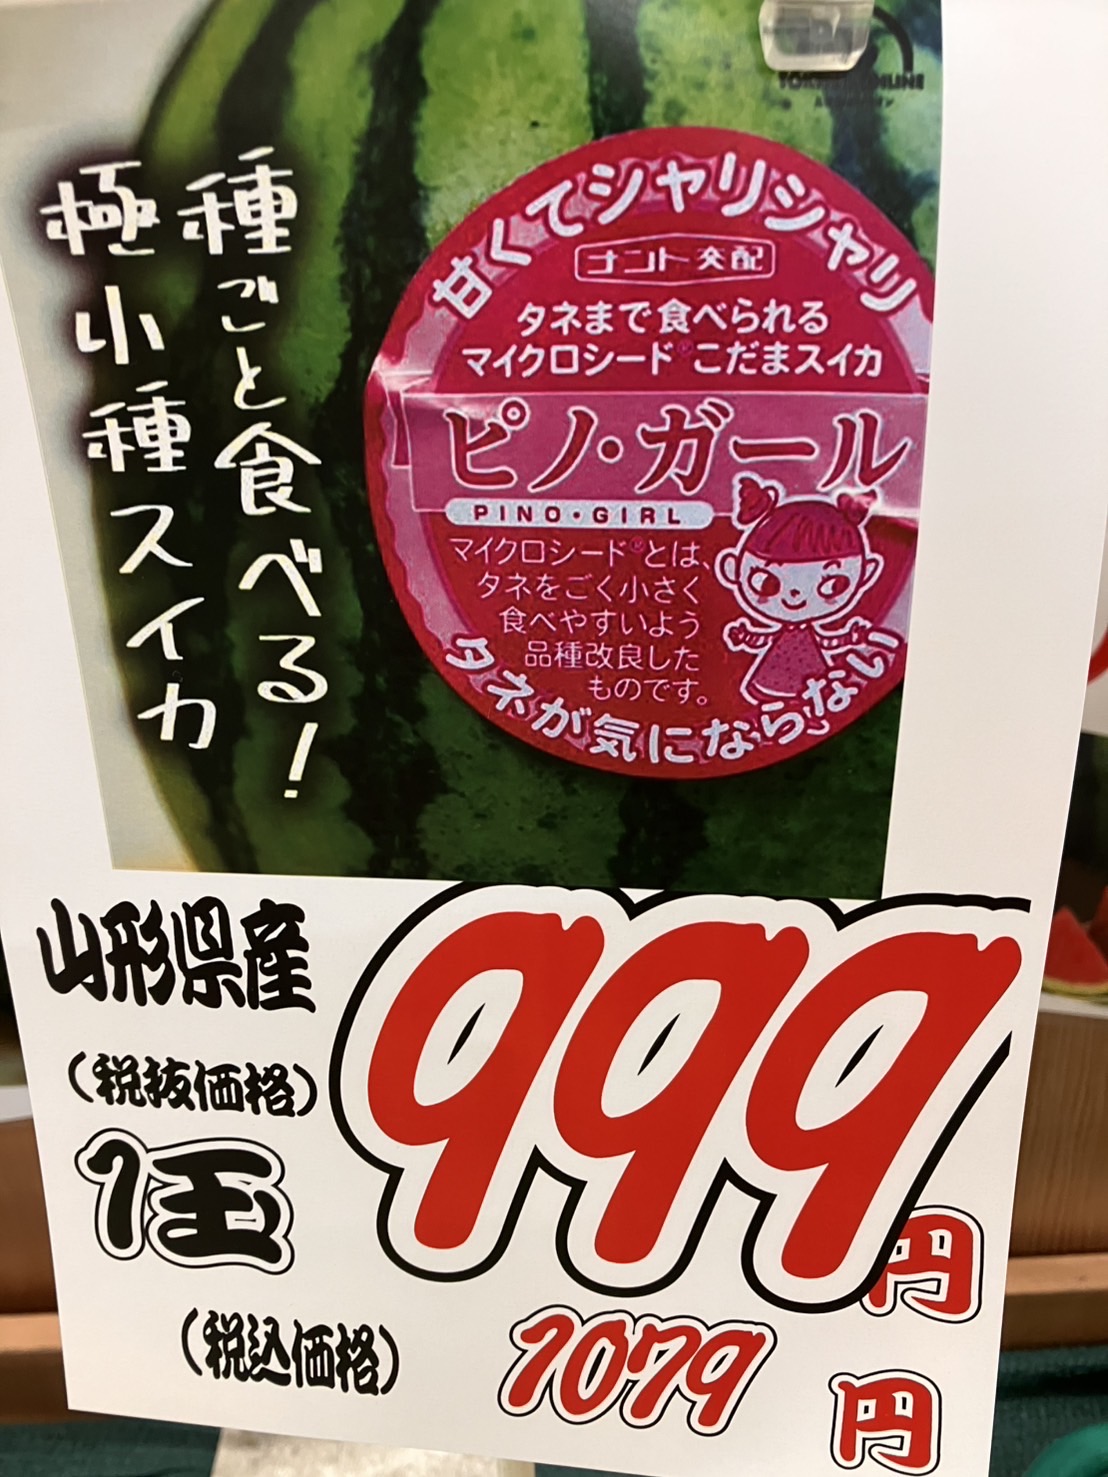 種ごと食べる!
極小種スイカ
甘くてシャリシャリ
ナント交配
タネまで食べられる
マイクロシード®こだまスイカ
ピノ・ガール
PINO・GIRL
マイクロシード®とは、
タネをごく小さく
食べやすいよう
品種改良した
ものです。
タネが気にならない
山形県産
(税抜価格)
1玉
999円
(税込価格)
1079円